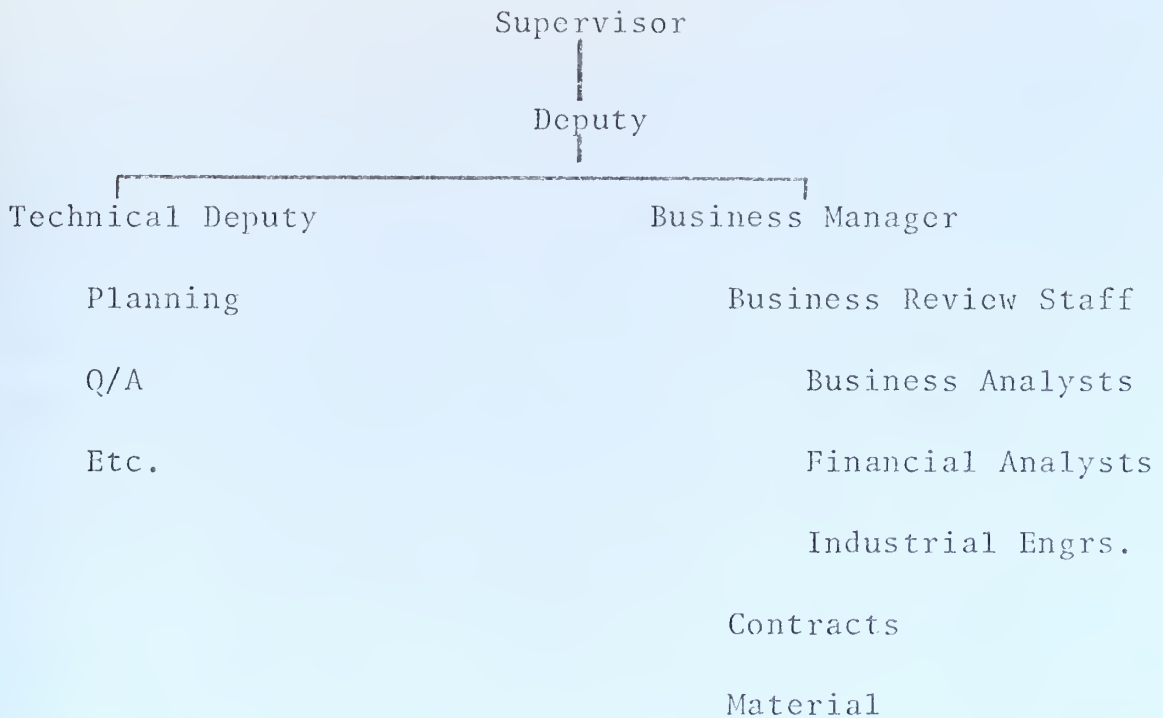 Supervisor
Deputy
Technical Deputy
Business Manager
Planning
Business Review Staff
Q/A
Business Analysts
Etc.
Financial Analysts
Industrial Engrs.
Contracts
Material